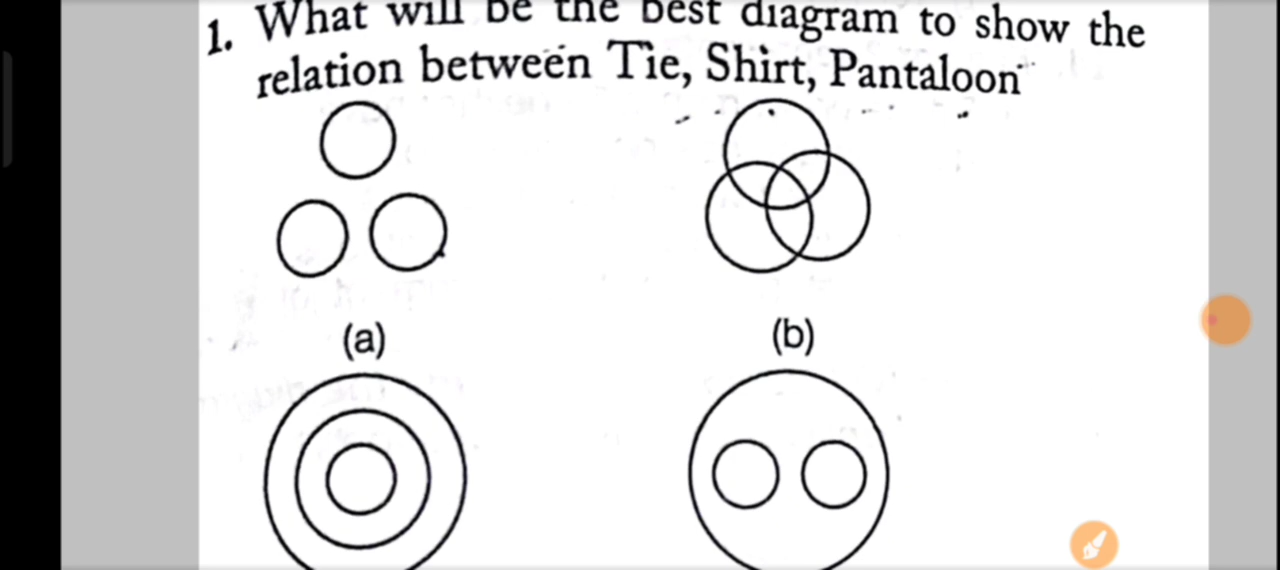 1. What will be the best diagram to show the
relation between Tie, Shirt, Pantaloon
(a)
(b)